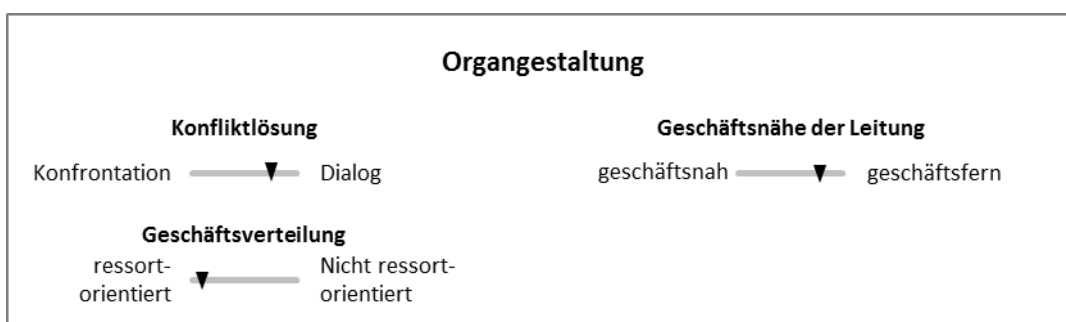 Organgestaltung
Konfliktlösung
Konfrontation Dialog
Geschäftsnähe der Leitung
geschäftsnah geschäftsfern
Geschäftsverteilung
ressort-
orientiert
Nicht ressort-
orientiert